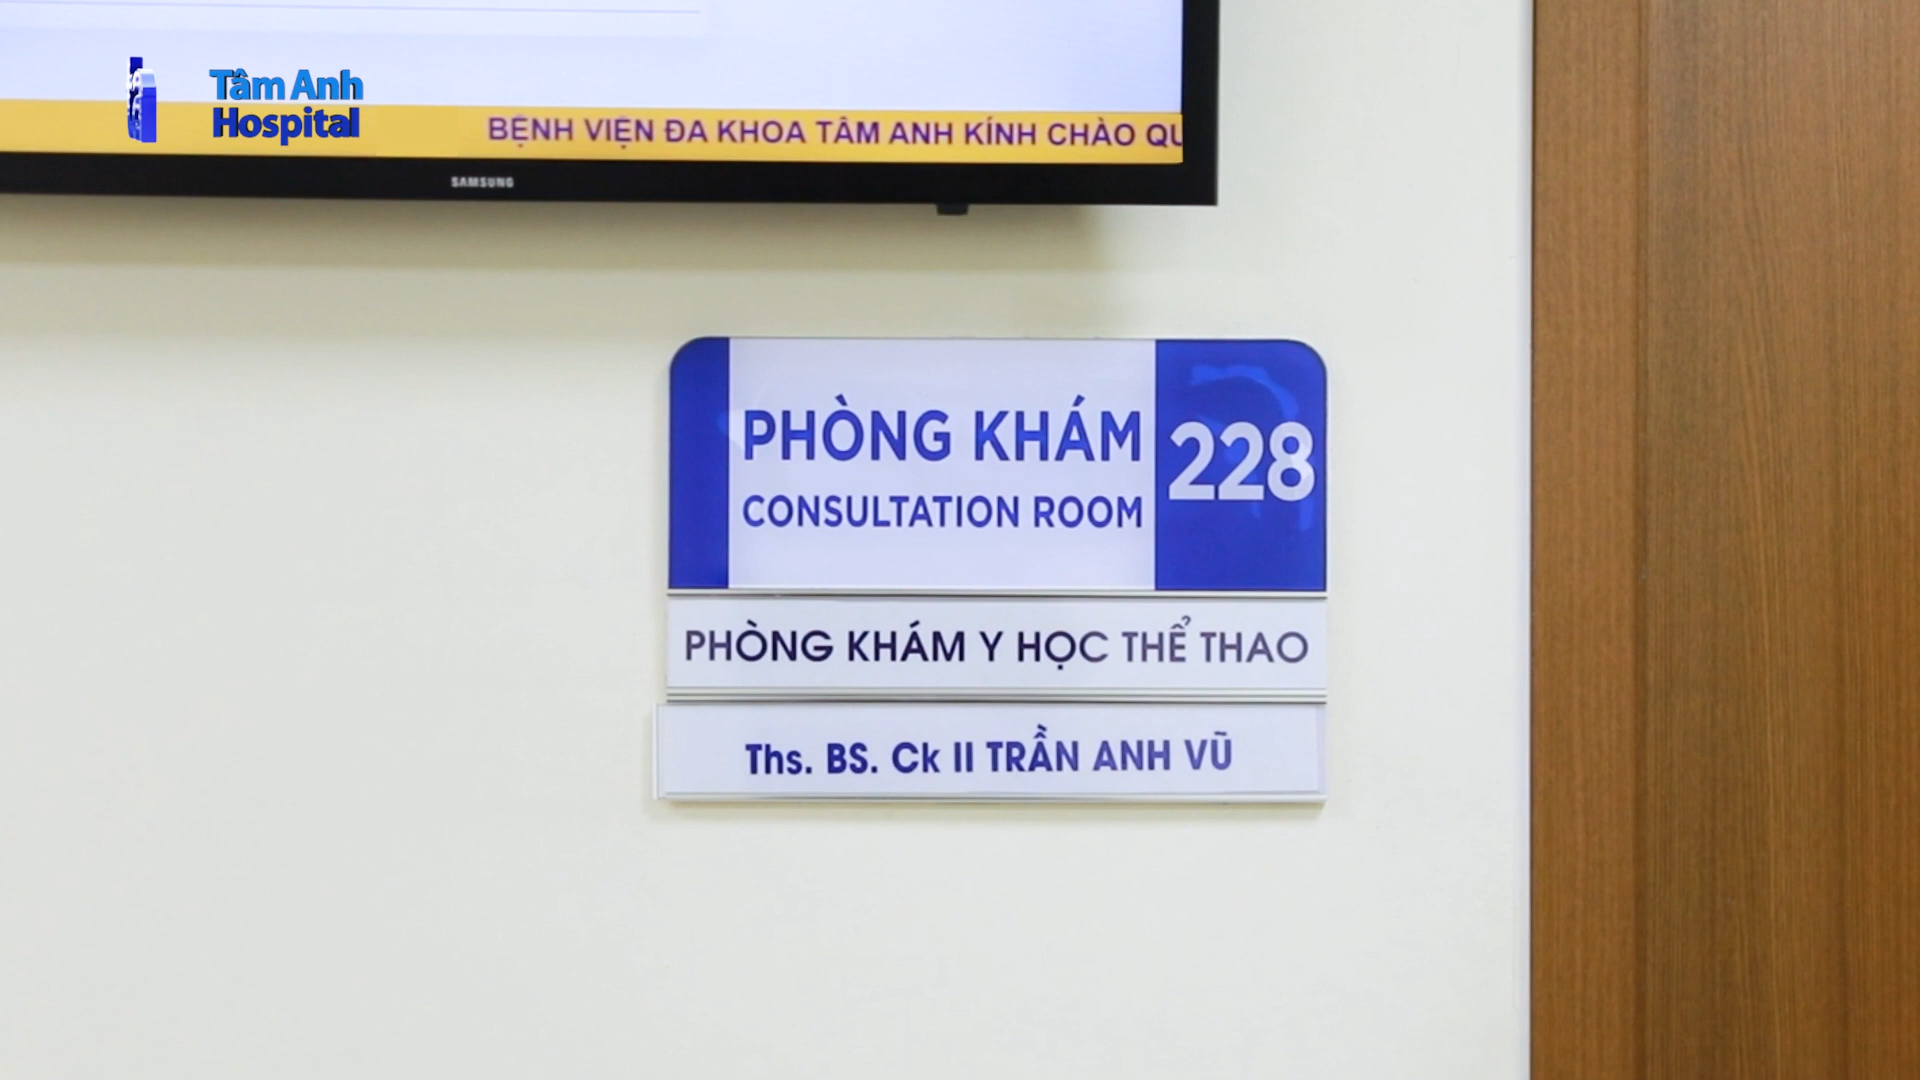 Tâm Anh
Hospital
BỆNH VIỆN ĐA KHOA TÂM ANH KÍNH CHÀO
SAMSUNG
PHÒNG KHÁM
CONSULTATION ROOM
228
PHÒNG KHÁM Y HỌC THỂ THAO
Ths. BS. Ck II TRẦN ANH VŨ